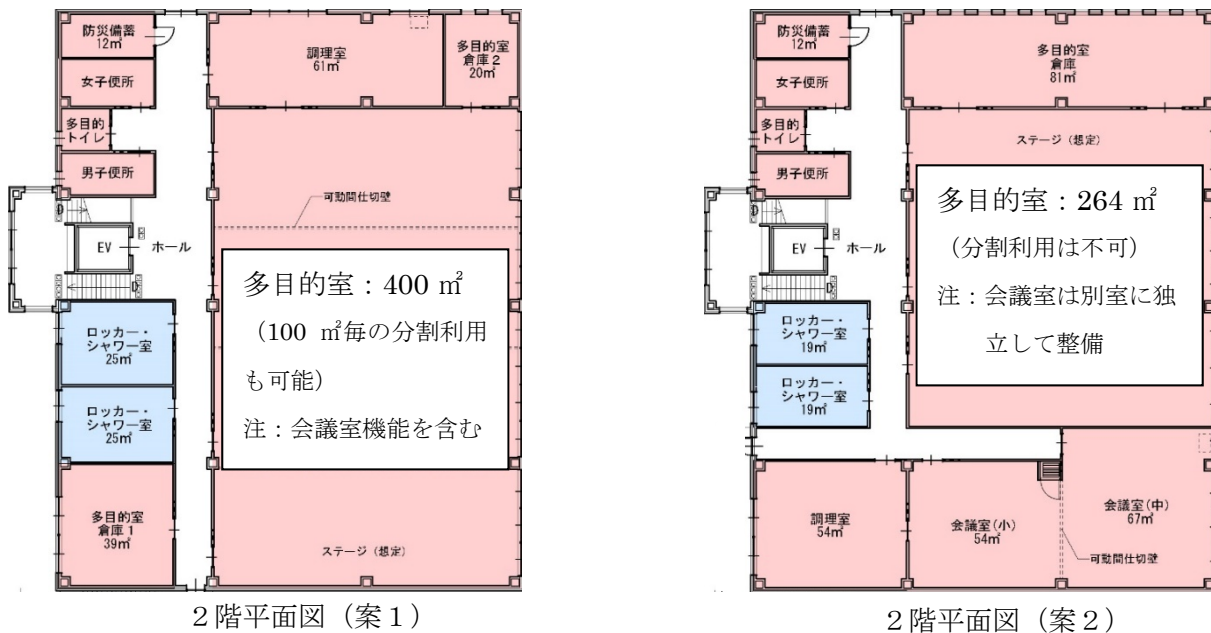 防災備蓄
12㎡
女子便所
多目的
トイレ
男子便所
調理室
61㎡
多目的室
倉庫2
20㎡
可動間仕切壁
EV
ホール
多目的室：400 ㎡
（100 ㎡毎の分割利用
も可能）
注：会議室機能を含む
ロッカー・
シャワー室
25㎡
ロッカー・
シャワー室
25㎡
多目的室
倉庫1
39㎡
ステージ（想定）
２階平面図（案１）
防災備蓄
12㎡
女子便所
多目的
トイレ
男子便所
多目的室
倉庫
81㎡
ステージ（想定）
EV
ホール
多目的室：264 ㎡
（分割利用は不可）
注：会議室は別室に独
立して整備
ロッカー・
シャワー室
19㎡
ロッカー・
シャワー室
19㎡
調理室
54㎡
会議室(小)
54㎡
会議室(中)
67㎡
可動間仕切壁
２階平面図（案２）